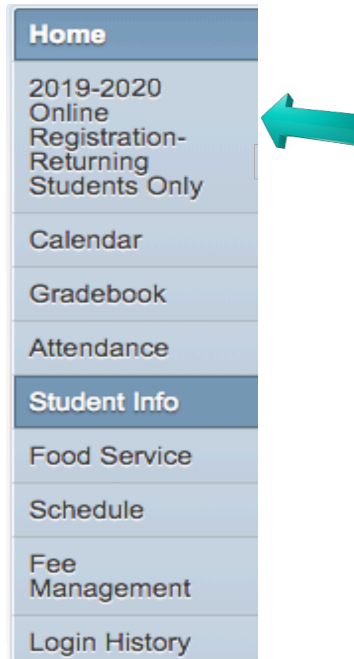 Home
2019-2020
Online
Registration-
Returning
Students Only
Calendar
Gradebook
Attendance
Student Info
Food Service
Schedule
Fee
Management
Login History